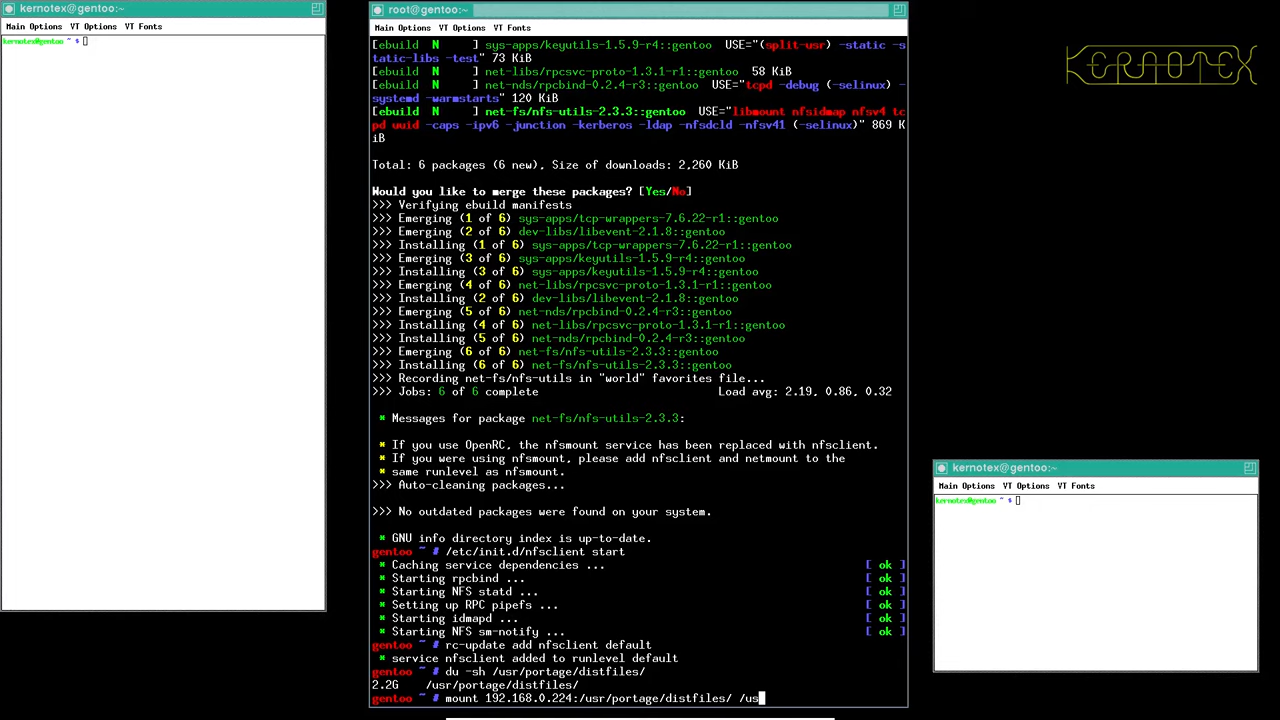 kernotex@gentoo:~
Main Options VT Options VT Fonts
kernotex@gentoo ~ $
root@gentoo:~
Main Options VT Options VT Fonts
[ebuild  N     ] sys-apps/keyutils-1.5.9-r4::gentoo  USE="(split-usr) -static -s
tatic-libs -test" 73 KiB
[ebuild  N     ] net-libs/rpcsvc-proto-1.3.1-r1::gentoo  58 KiB
[ebuild  N     ] net-nds/rpcbind-0.2.4-r3::gentoo  USE="tcpd -debug (-selinux) -
systemd -warmstarts" 120 KiB
[ebuild  N     ] net-fs/nfs-utils-2.3.3::gentoo  USE="libmount nfsidmap nfsv4 tc
pd uuid -caps -ipv6 -junction -kerberos -ldap -nfsdcld -nfsv41 (-selinux)" 869 K
iB
Total: 6 packages (6 new), Size of downloads: 2,260 KiB
Would you like to merge these packages? [Yes/No]
>>> Verifying ebuild manifests
>>> Emerging (1 of 6) sys-apps/tcp-wrappers-7.6.22-r1::gentoo
>>> Emerging (2 of 6) dev-libs/libevent-2.1.8::gentoo
>>> Installing (1 of 6) sys-apps/tcp-wrappers-7.6.22-r1::gentoo
>>> Emerging (3 of 6) sys-apps/keyutils-1.5.9-r4::gentoo
>>> Installing (3 of 6) sys-apps/keyutils-1.5.9-r4::gentoo
>>> Emerging (4 of 6) net-libs/rpcsvc-proto-1.3.1-r1::gentoo
>>> Installing (2 of 6) dev-libs/libevent-2.1.8::gentoo
>>> Emerging (5 of 6) net-nds/rpcbind-0.2.4-r3::gentoo
>>> Installing (4 of 6) net-libs/rpcsvc-proto-1.3.1-r1::gentoo
>>> Installing (5 of 6) net-nds/rpcbind-0.2.4-r3::gentoo
>>> Emerging (6 of 6) net-fs/nfs-utils-2.3.3::gentoo
>>> Installing (6 of 6) net-fs/nfs-utils-2.3.3::gentoo
>>> Recording net-fs/nfs-utils in "world" favorites file...
>>> Jobs: 6 of 6 complete                           Load avg: 2.19, 0.86, 0.32
* Messages for package net-fs/nfs-utils-2.3.3:
* If you use OpenRC, the nfsmount service has been replaced with nfsclient.
* If you were using nfsmount, please add nfsclient and netmount to the
* same runlevel as nfsmount.
>>> Auto-cleaning packages...
>>> No outdated packages were found on your system.
* GNU info directory index is up-to-date.
gentoo ~ # /etc/init.d/nfsclient start
* Caching service dependencies ... [ ok ]
* Starting rpcbind ... [ ok ]
* Starting NFS statd ... [ ok ]
* Setting up RPC pipefs ... [ ok ]
* Starting idmapd ... [ ok ]
* Starting NFS sm-notify ... [ ok ]
gentoo ~ # rc-update add nfsclient default
* service nfsclient added to runlevel default
gentoo ~ # du -sh /usr/portage/distfiles/
2.2G    /usr/portage/distfiles/
gentoo ~ # mount 192.168.0.224:/usr/portage/distfiles/ /us
KERNOTEX
kernotex@gentoo:~
Main Options VT Options VT Fonts
kernotex@gentoo ~ $